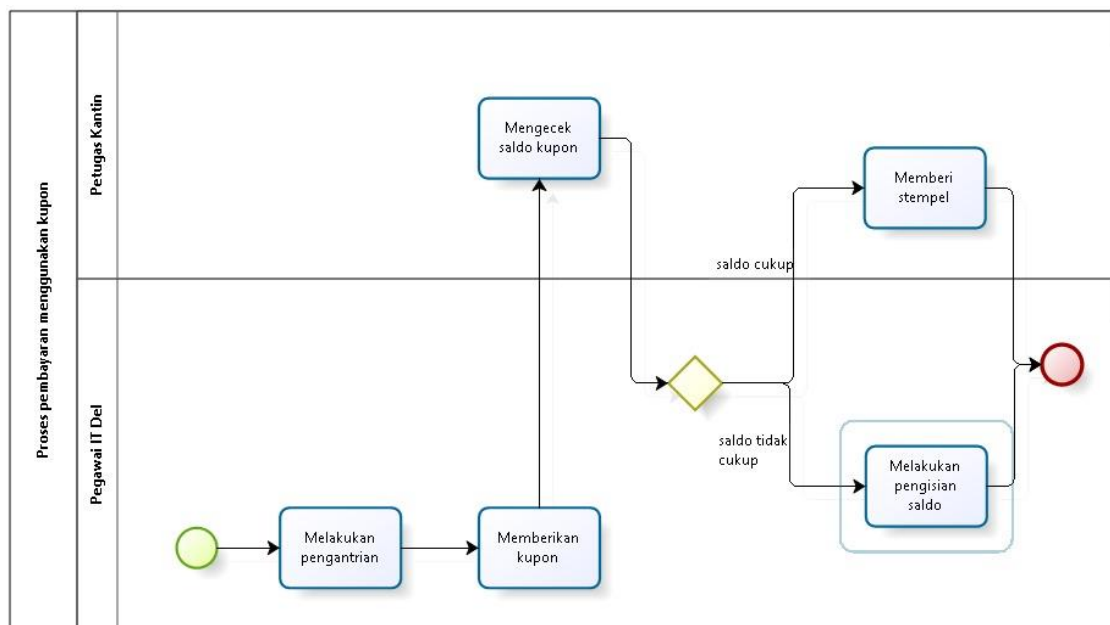 Proses pembayaran menggunakan kupon
Petugas Kantin
Mengecek
saldo kupon
Memberi
stempel
saldo cukup
Pegawai IT Del
saldo tidak
cukup
Melakukan
pengisian
saldo
Melakukan
pengantrian
Memberikan
kupon